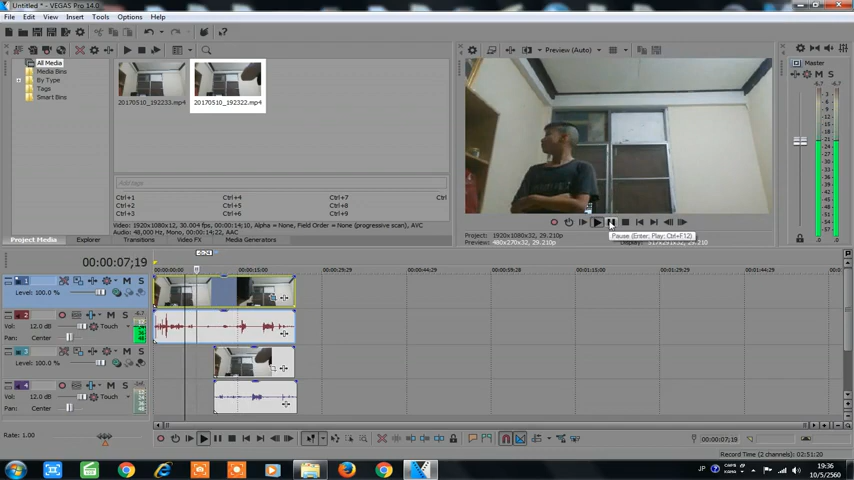 Untitled * - VEGAS Pro 14.0
File Edit View Insert Tools Options Help
All Media
Media Bins
By Type
Tags
Smart Bins
20170510_192233.mp4
20170510_192322.mp4
Add tags
Ctrl+1 Ctrl+4 Ctrl+7 Ctrl
Ctrl+2 Ctrl+5 Ctrl+8
Ctrl+3 Ctrl+6 Ctrl+9
Video: 1920x1080x12, 30.004 fps, 00:00:14;10, Alpha = None, Field Order = None (progressive scan), AVC
Audio: 48,000 Hz, Mono, 00:00:14;22, AAC
Project Media Explorer Transitions Video FX Media Generators
Preview (Auto)
Project: 1920x1080x32, 29.210p
Preview: 480x270x32, 29.210p
Pause (Enter; Play: Ctrl+F12)
Master
M S
-6.7 -6.7
00:00:07;19
00:00:00;00 00:00:15;00 00:00:29;29 00:00:44;29 00:00:59;28 00:01:15;00 00:01:29;29 00:01:44;29
1 M S
Level: 100.0 %
2 Touch M S
Vol: 12.0 dB
Pan: Center
3 M S
Level: 100.0 %
4 Touch M S
Vol: 12.0 dB
Pan: Center
Rate: 1.00
00:00:07;19
Record Time (2 channels): 02:51:20
JP
19:36
10/5/2560